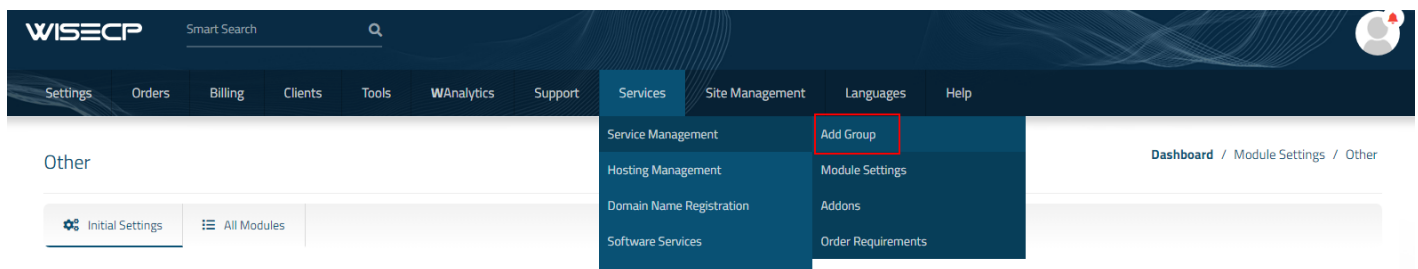 WISECP Smart Search
Settings Orders Billing Clients Tools WAnalytics Support Services Site Management Languages Help
Service Management Add Group
Other Dashboard / Module Settings / Other
Hosting Management Module Settings
Domain Name Registration Addons
Initial Settings All Modules Software Services Order Requirements